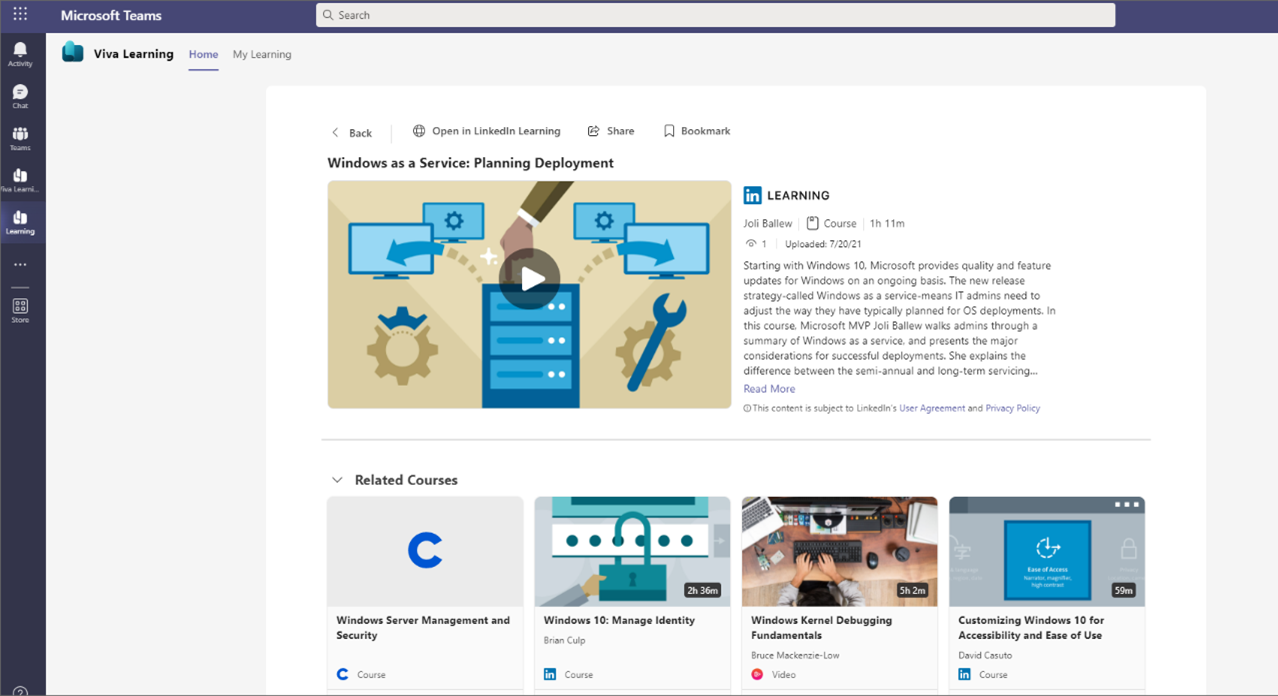 Microsoft Teams
Search
Activity
Chat
Teams
Viva Learni...
Learning
Store
Viva Learning
Home
My Learning
Back
Open in LinkedIn Learning
Share
Bookmark
Windows as a Service: Planning Deployment
in LEARNING
Joli Ballew
Course
1h 11m
1
Uploaded: 7/20/21
Starting with Windows 10, Microsoft provides quality and feature
updates for Windows on an ongoing basis. The new release
strategy-called Windows as a service-means IT admins need to
adjust the way they have typically planned for OS deployments. In
this course, Microsoft MVP Joli Ballew walks admins through a
summary of Windows as a service, and presents the major
considerations for successful deployments. She explains the
difference between the semi-annual and long-term servicing...
Read More
This content is subject to LinkedIn's User Agreement and Privacy Policy
Related Courses
C
Windows Server Management and
Security
C Course
2h 36m
Windows 10: Manage Identity
Brian Culp
in Course
5h 2m
Windows Kernel Debugging
Fundamentals
Bruce Mackenzie-Low
Video
Ease of Access
Narrator, magnifier,
high contrast
59m
Customizing Windows 10 for
Accessibility and Ease of Use
David Casuto
in Course